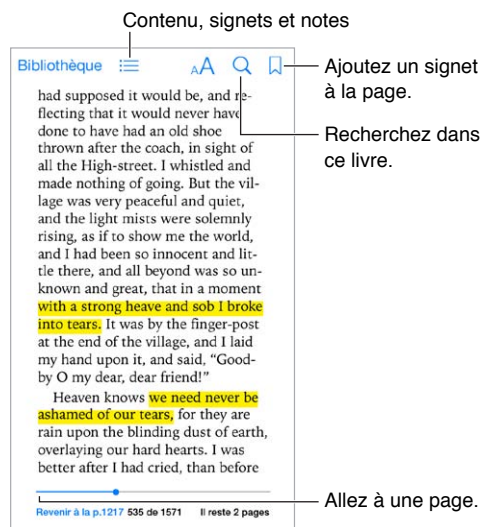 Contenu, signets et notes
Bibliothèque
AA
Ajoutez un signet
à la page.
Recherchez dans
ce livre.
had supposed it would be, and re-
flecting that it would never have
done to have had an old shoe
thrown after the coach, in sight of
all the High-street. I whistled and
made nothing of going. But the vil-
lage was very peaceful and quiet,
and the light mists were solemnly
rising, as if to show me the world,
and I had been so innocent and lit-
tle there, and all beyond was so un-
known and great, that in a moment
with a strong heave and sob I broke
into tears. It was by the finger-post
at the end of the village, and I laid
my hand upon it, and said, “Good-
by O my dear, dear friend!”
Heaven knows we need never be
ashamed of our tears, for they are
rain upon the blinding dust of earth,
overlaying our hard hearts. I was
better after I had cried, than before
Allez à une page.
Revenir à la p.1217 535 de 1571 Il reste 2 pages